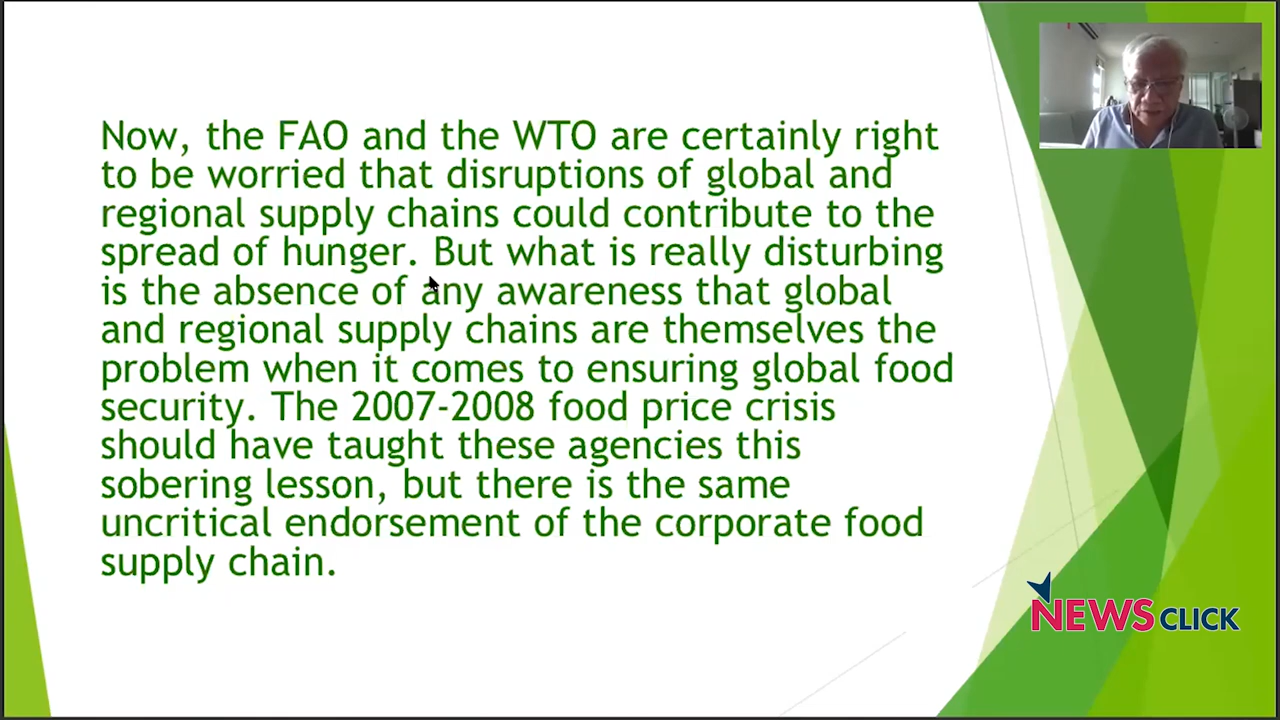 Now, the FAO and the WTO are certainly right
to be worried that disruptions of global and
regional supply chains could contribute to the
spread of hunger. But what is really disturbing
is the absence of any awareness that global
and regional supply chains are themselves the
problem when it comes to ensuring global food
security. The 2007-2008 food price crisis
should have taught these agencies this
sobering lesson, but there is the same
uncritical endorsement of the corporate food
supply chain.
NEWSCLICK